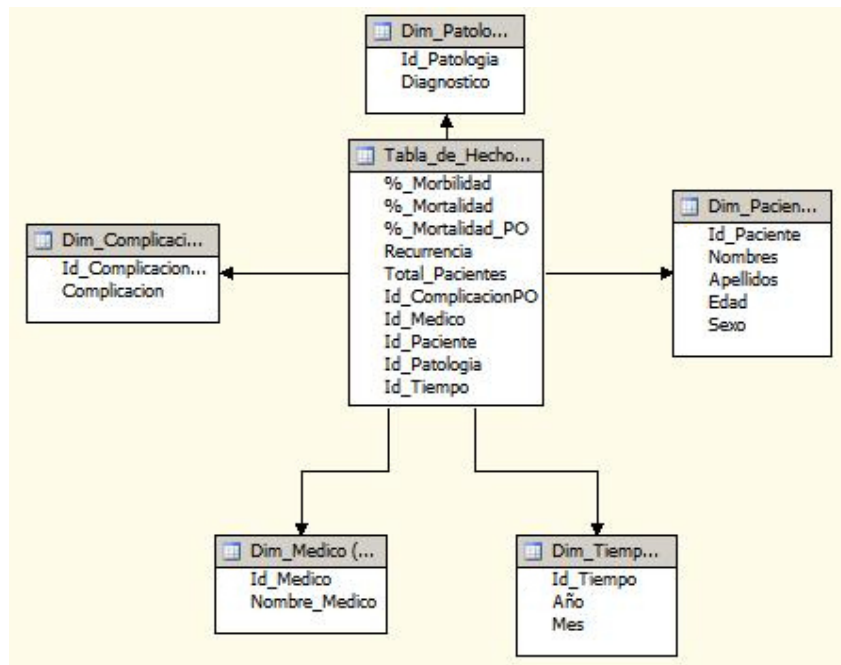 Dim_Patolo...
Id_Patologia
Diagnostico
Tabla_de_Hecho...
%_Morbilidad
%_Mortalidad
%_Mortalidad_PO
Recurrencia
Total_Pacientes
Id_ComplicacionPO
Id_Medico
Id_Paciente
Id_Patologia
Id_Tiempo
Dim_Complicaci...
Id_Complicacion...
Complicacion
Dim_Pacien...
Id_Paciente
Nombres
Apellidos
Edad
Sexo
Dim_Medico (...
Id_Medico
Nombre_Medico
Dim_Tiemp...
Id_Tiempo
Año
Mes